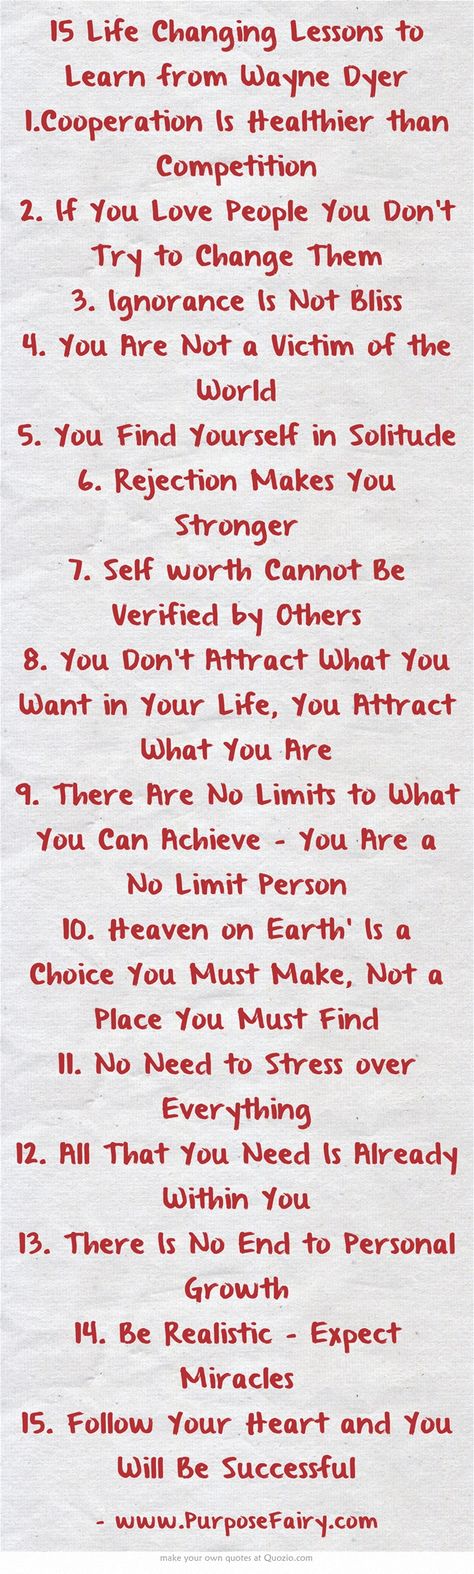 15 Life Changing Lessons to
Learn from Wayne Dyer
1.Cooperation Is Healthier than
Competition
2. If You Love People You Don't
Try to Change Them
3. Ignorance Is Not Bliss
4. You Are Not a Victim of the
World
5. You Find Yourself in Solitude
6. Rejection Makes You
Stronger
7. Self worth Cannot Be
Verified by Others
8. You Don't Attract What You
Want in Your Life, You Attract
What You Are
9. There Are No Limits to What
You Can Achieve - You Are a
No Limit Person
10. Heaven on Earth' Is a
Choice You Must Make, Not a
Place You Must Find
11. No Need to Stress over
Everything
12. All That You Need Is Already
Within You
13. There Is No End to Personal
Growth
14. Be Realistic - Expect
Miracles
15. Follow Your Heart and You
Will Be Successful
- www.PurposeFairy.com
make your own quotes at Quozio.com